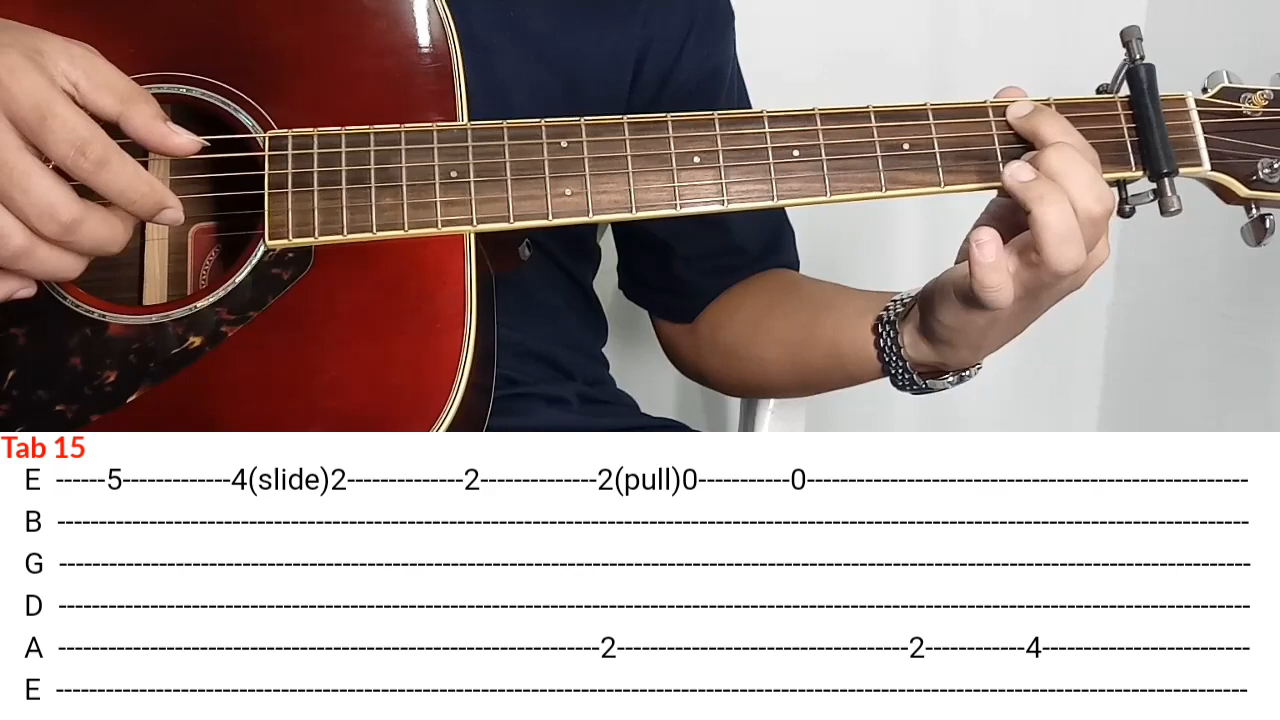 Tab 15
E ------5-------------4(slide)2--------------2--------------2(pull)0-----------0-----------------------------------------------------
B ------------------------------------------------------------------------------------------------------------------------------------------------
G ------------------------------------------------------------------------------------------------------------------------------------------------
D ------------------------------------------------------------------------------------------------------------------------------------------------
A -----------------------------------------------------------------2-----------------------------------2------------4-------------------------
E ------------------------------------------------------------------------------------------------------------------------------------------------